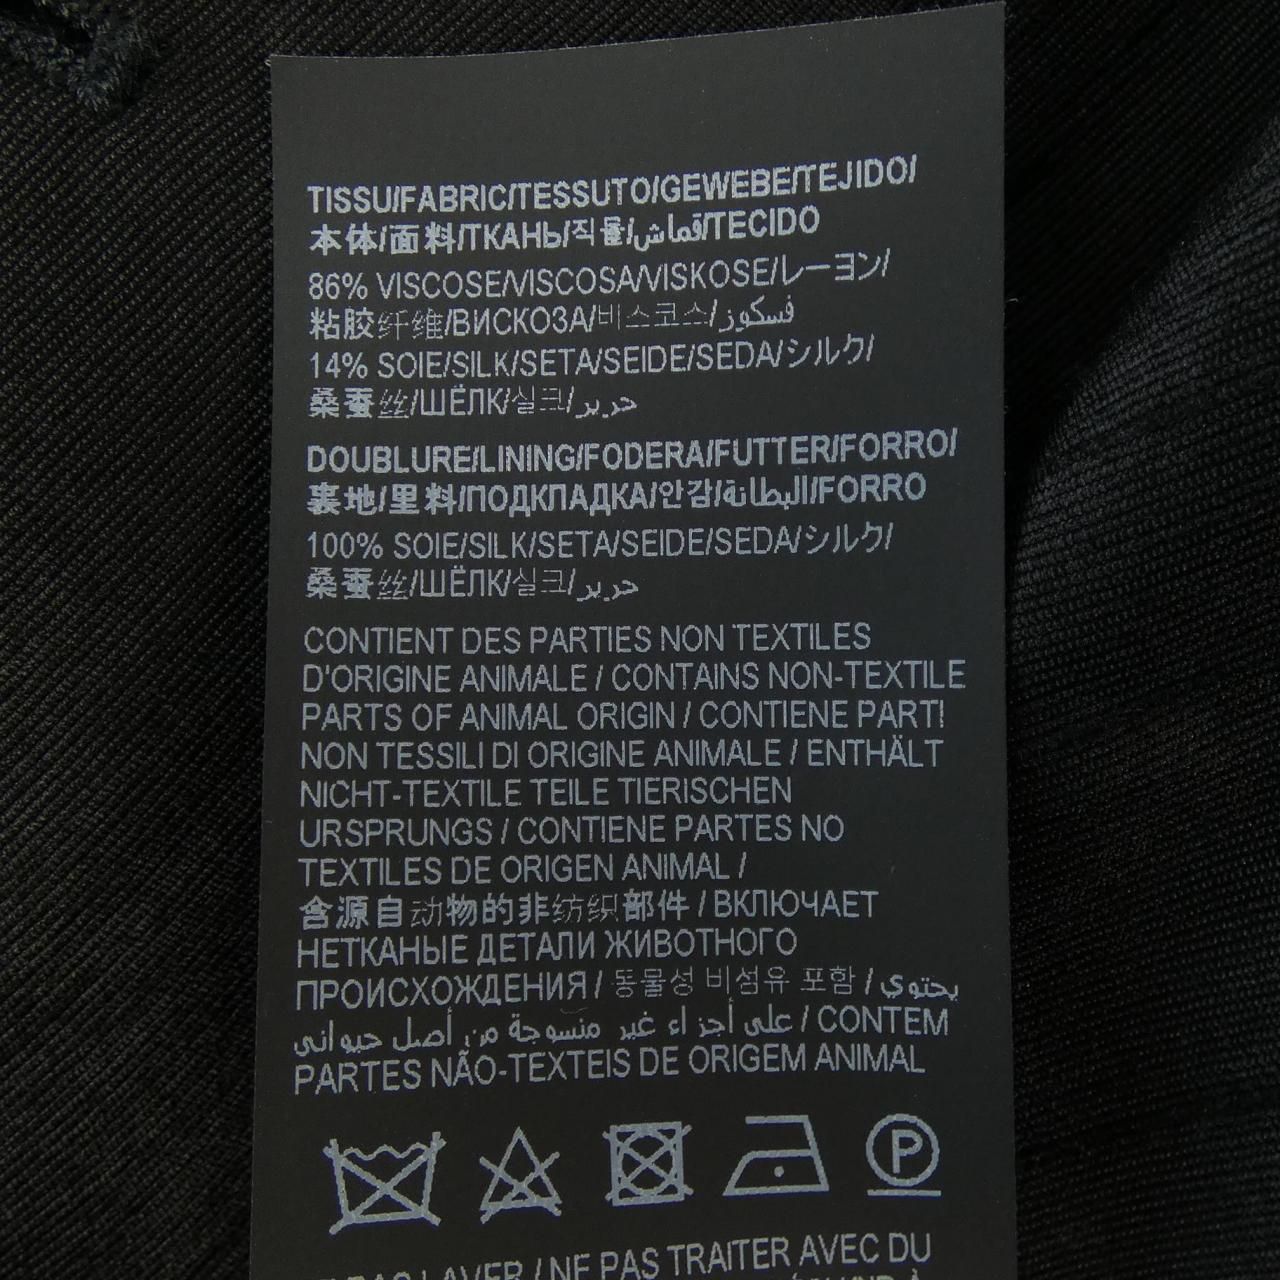 TISSU/FABRIC/TESSUTO/GEWEBE/TEJIDO/
本体/面料/ТКАНЬ/직물/قماش/TECIDO
86% VISCOSE/VISCOSA/VISKOSE/レーヨン/
粘胶纤维/ВИСКОЗА/비스코스/فسكوز
14% SOIE/SILK/SETA/SEIDE/SEDA/シルク/
桑蚕丝/ШЁЛК/실크/حرير
DOUBLURE/LINING/FODERA/FUTTER/FORRO/
裏地/里料/ПОДКПАДКА/안감/البطانة/FORRO
100% SOIE/SILK/SETA/SEIDE/SEDA/シルク/
桑蚕丝/ШЁЛК/실크/حرير
CONTIENT DES PARTIES NON TEXTILES
D'ORIGINE ANIMALE / CONTAINS NON-TEXTILE
PARTS OF ANIMAL ORIGIN / CONTIENE PARTI
NON TESSILI DI ORIGINE ANIMALE / ENTHÄLT
NICHT-TEXTILE TEILE TIERISCHEN
URSPRUNGS / CONTIENE PARTES NO
TEXTILES DE ORIGEN ANIMAL /
含源自动物的非纺织部件 / ВКЛЮЧАЕТ
НЕТКАНЫЕ ДЕТАЛИ ЖИВОТНОГО
ПРОИСХОЖДЕНИЯ / 동물성 비섬유 포함 / يحتوي
على أجزاء غير منسوجة من أصل حيواني / CONTEM
PARTES NÃO-TEXTEIS DE ORIGEM ANIMAL
P
LAVER / NE PAS TRAITER AVEC DU